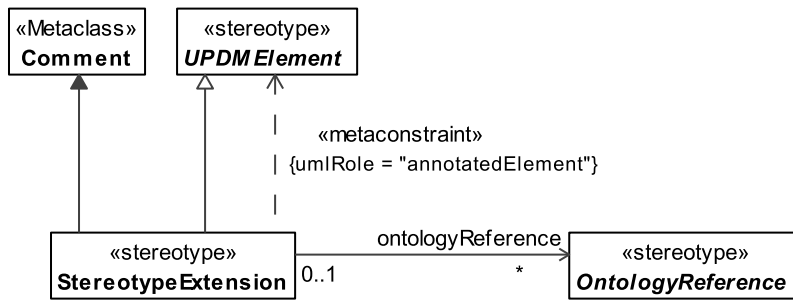 «Metaclass»
Comment
«stereotype»
UPDMElement
«metaconstraint»
{umlRole = "annotatedElement"}
«stereotype»
StereotypeExtension
ontologyReference
0..1
*
«stereotype»
OntologyReference